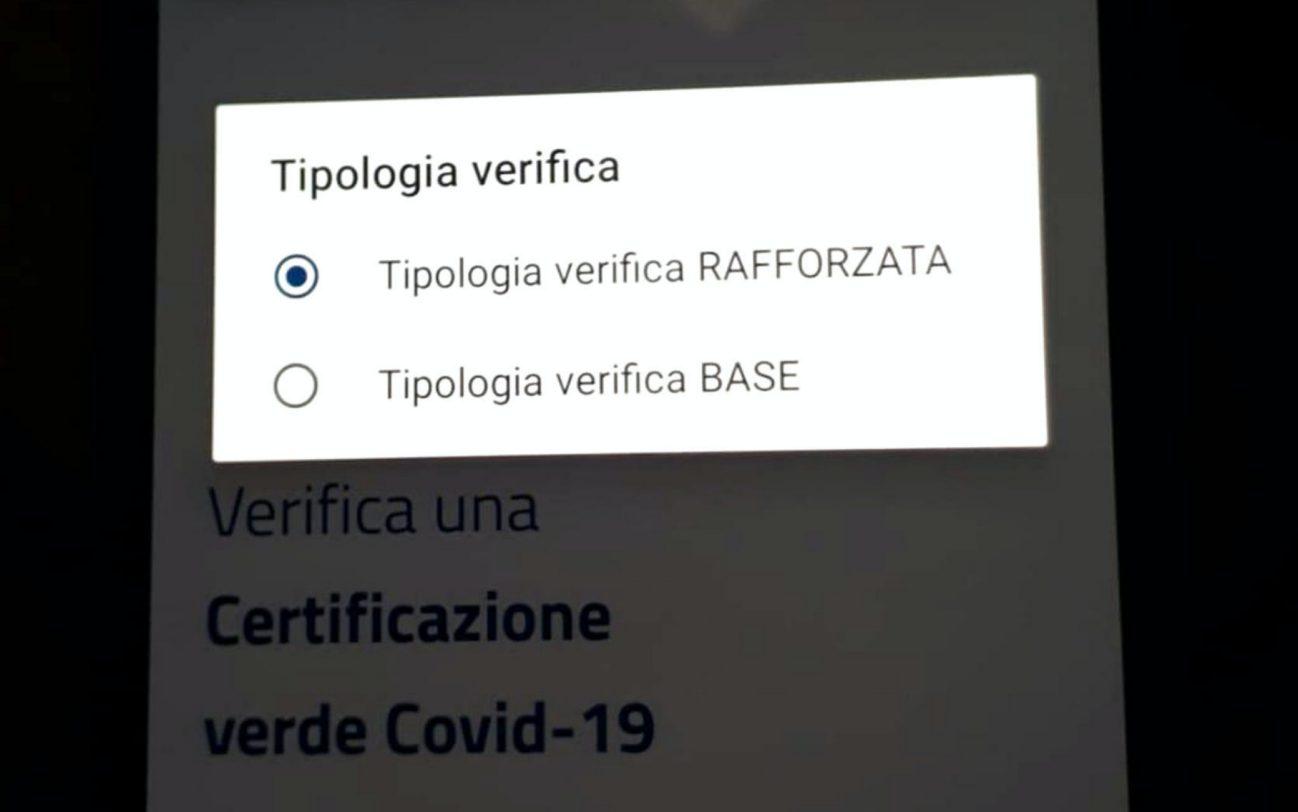 Tipologia verifica
Tipologia verifica RAFFORZATA
Tipologia verifica BASE
Verifica una
Certificazione
verde Covid-19